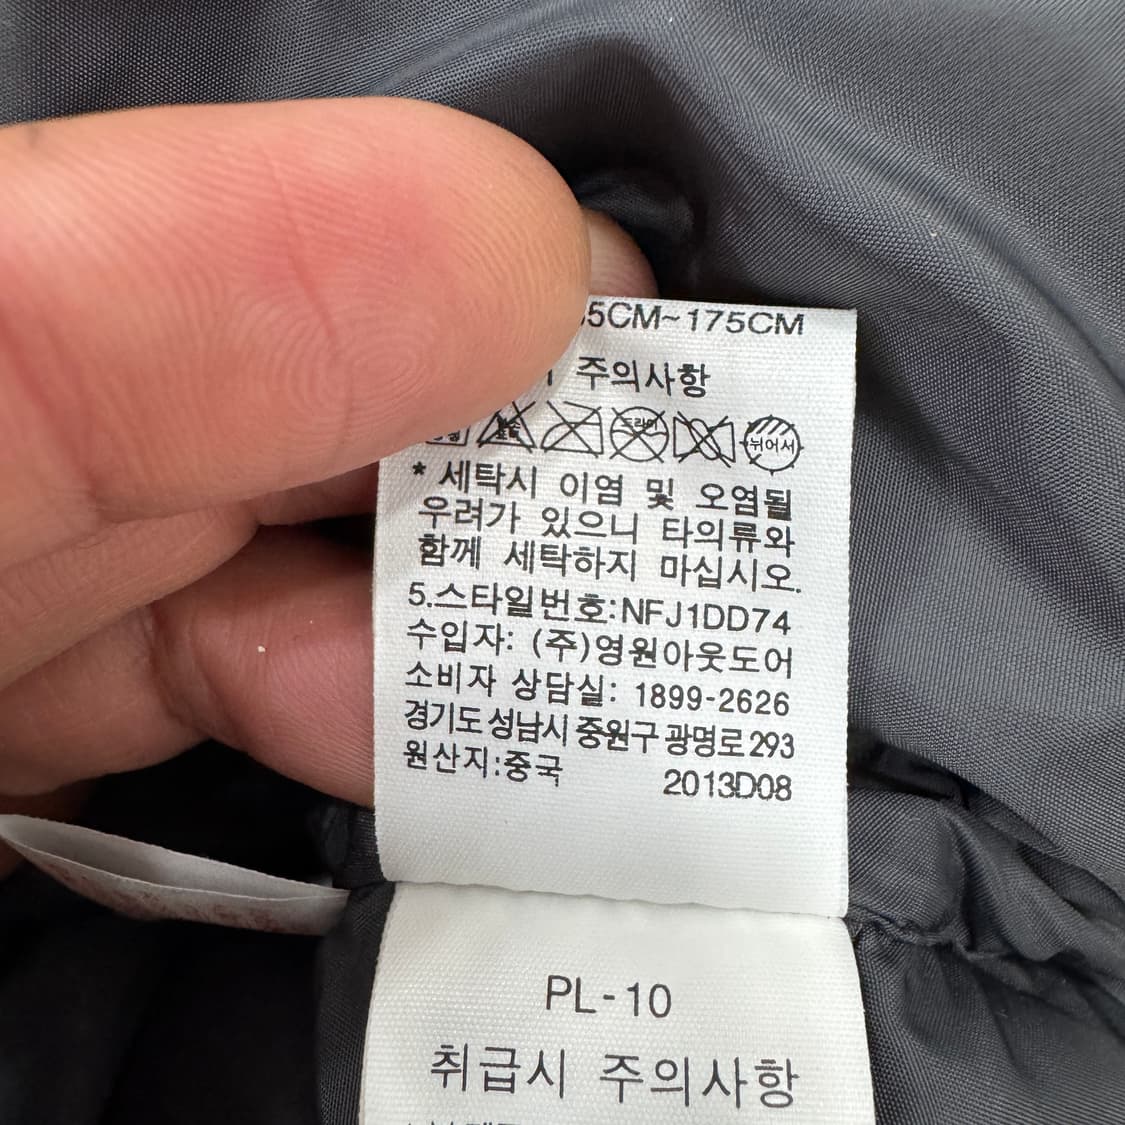 5CM~175CM
주의사항
드라이 뉘어서
* 세탁시 이염 및 오염될
우려가 있으니 타의류와
함께 세탁하지 마십시오.
5.스타일번호:NFJ1DD74
수입자: (주)영원아웃도어
소비자 상담실: 1899-2626
경기도 성남시 중원구 광명로 293
원산지:중국 2013D08
PL-10
취급시 주의사항